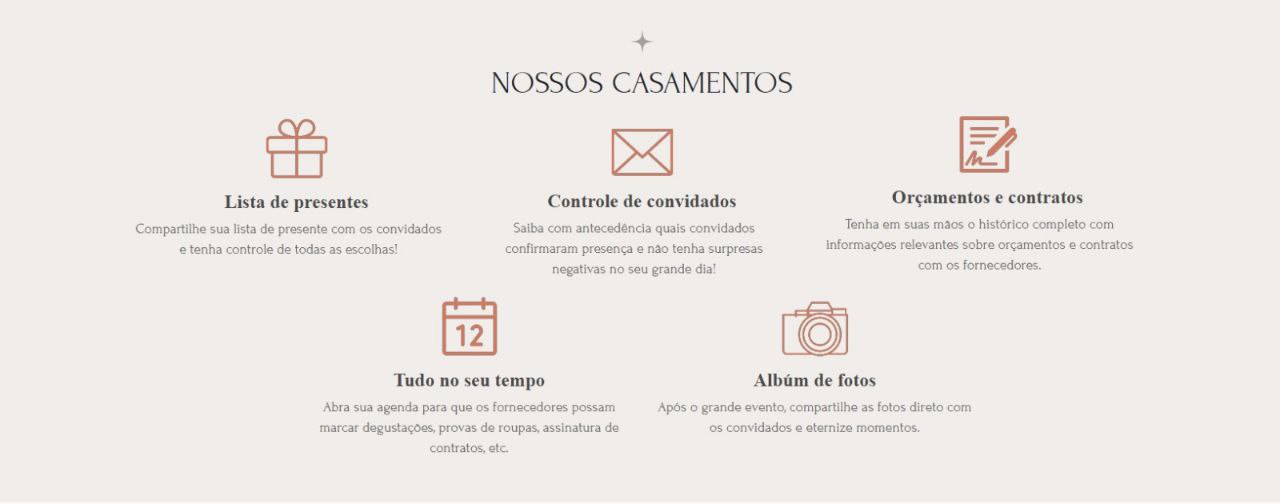 NOSSOS CASAMENTOS
Lista de presentes
Compartilhe sua lista de presente com os convidados
e tenha controle de todas as escolhas!
Controle de convidados
Saiba com antecedência quais convidados
confirmaram presença e não tenha surpresas
negativas no seu grande dia!
Orçamentos e contratos
Tenha em suas mãos o histórico completo com
informações relevantes sobre orçamentos e contratos
com os fornecedores.
12
Tudo no seu tempo
Abra sua agenda para que os fornecedores possam
marcar degustações, provas de roupas, assinatura de
contratos, etc.
Albúm de fotos
Após o grande evento, compartilhe as fotos direto com
os convidados e eternize momentos.